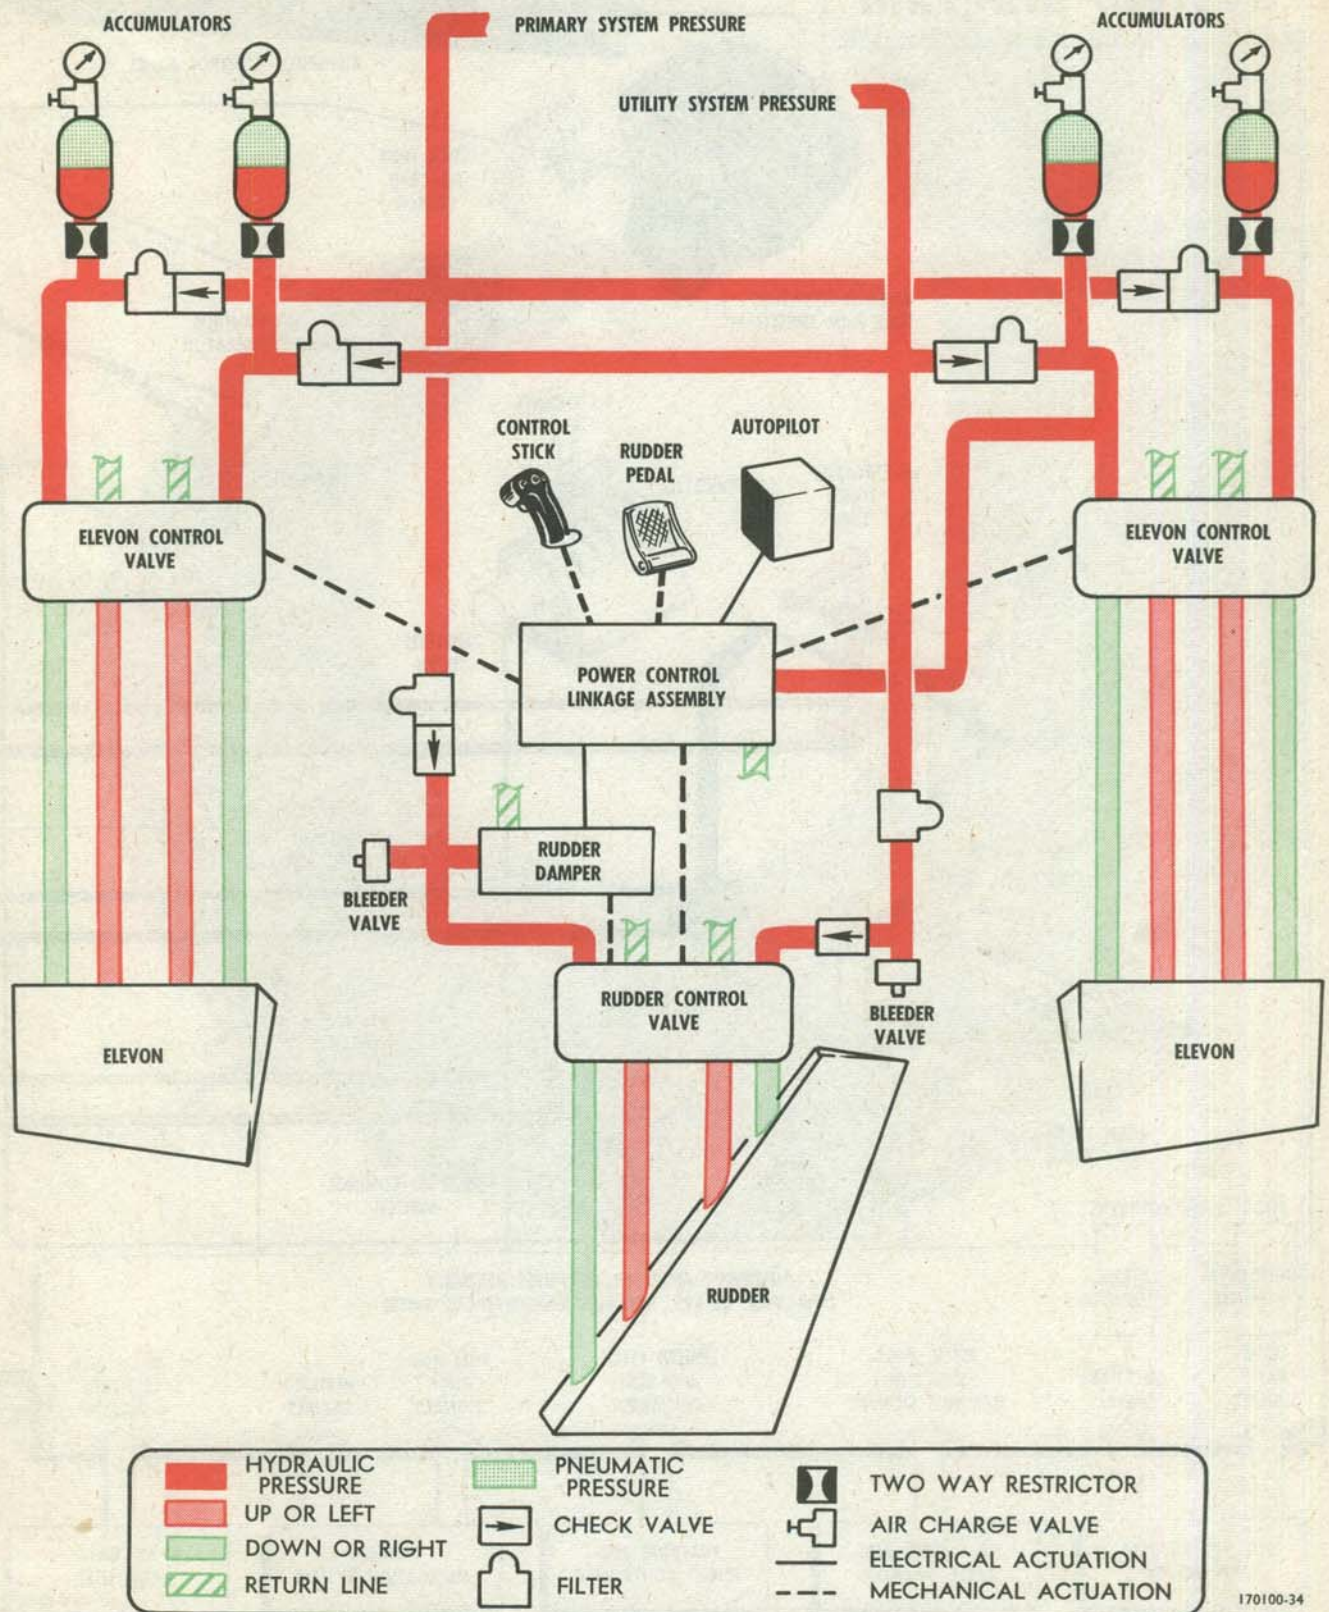 ACCUMULATORS
PRIMARY SYSTEM PRESSURE
ACCUMULATORS
UTILITY SYSTEM PRESSURE
CONTROL
STICK
RUDDER
PEDAL
AUTOPILOT
ELEVON CONTROL
VALVE
ELEVON CONTROL
VALVE
POWER CONTROL
LINKAGE ASSEMBLY
RUDDER
DAMPER
BLEEDER
VALVE
RUDDER CONTROL
VALVE
BLEEDER
VALVE
ELEVON
ELEVON
RUDDER
HYDRAULIC
PRESSURE
UP OR LEFT
DOWN OR RIGHT
RETURN LINE
PNEUMATIC
PRESSURE
CHECK VALVE
FILTER
TWO WAY RESTRICTOR
AIR CHARGE VALVE
ELECTRICAL ACTUATION
MECHANICAL ACTUATION
170100-34